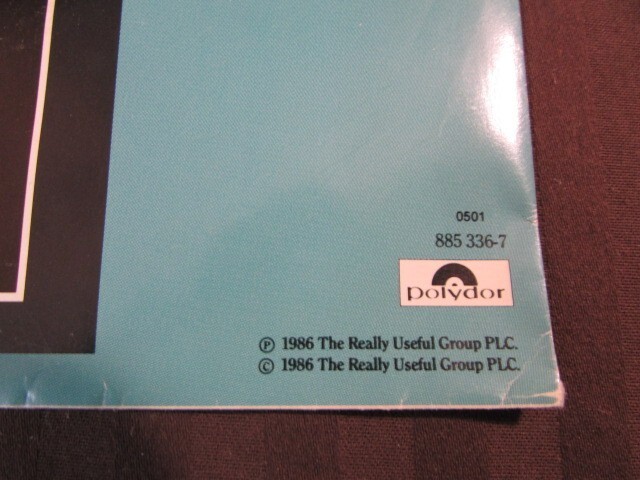 0501
885 336-7
polydor
℗ 1986 The Really Useful Group PLC.
© 1986 The Really Useful Group PLC.